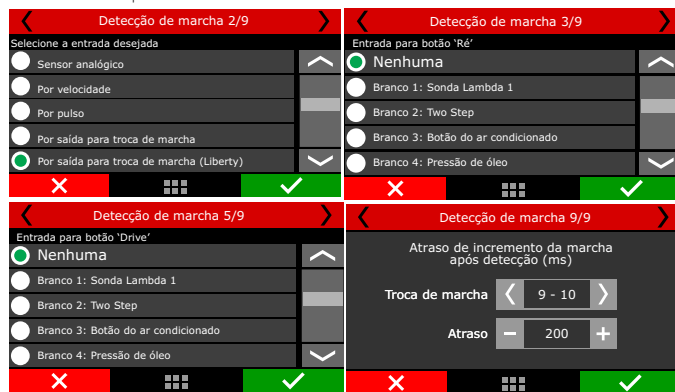 Detecção de marcha 2/9
Selecione a entrada desejada
Sensor analógico
Por velocidade
Por pulso
Por saída para troca de marcha
Por saída para troca de marcha (Liberty)
Detecção de marcha 3/9
Entrada para botão ‘Ré’
Nenhuma
Branco 1: Sonda Lambda 1
Branco 2: Two Step
Branco 3: Botão do ar condicionado
Branco 4: Pressão de óleo
Detecção de marcha 5/9
Entrada para botão ‘Drive’
Nenhuma
Branco 1: Sonda Lambda 1
Branco 2: Two Step
Branco 3: Botão do ar condicionado
Branco 4: Pressão de óleo
Detecção de marcha 9/9
Atraso de incremento da marcha
após detecção (ms)
Troca de marcha 9 - 10
Atraso - 200 +